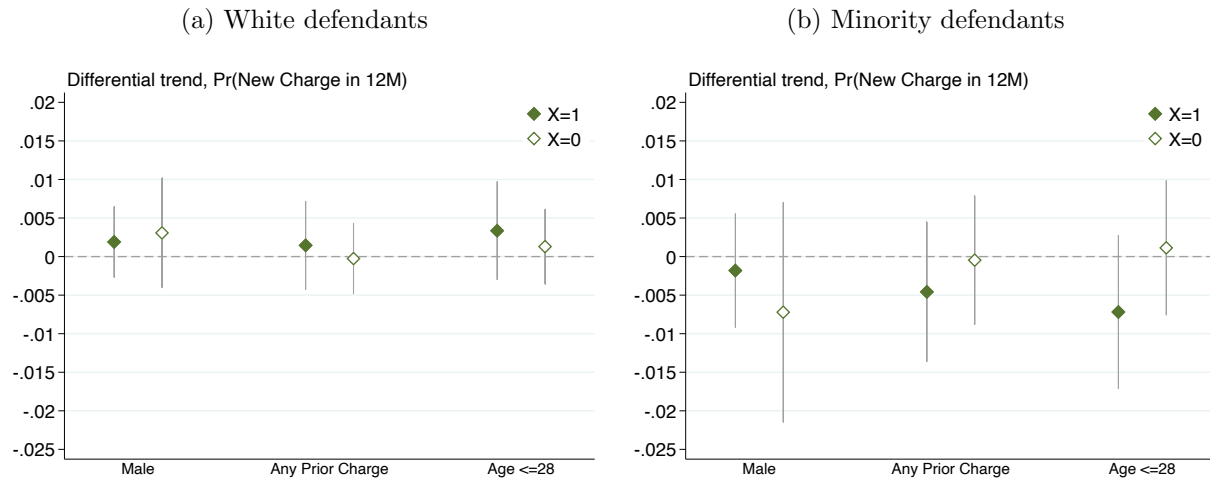 (a) White defendants
Differential trend, Pr(New Charge in 12M)
.02
.015
.01
.005
0
-.005
-.01
-.015
-.02
-.025
X=1
X=0
Male
Any Prior Charge
Age <=28
(b) Minority defendants
Differential trend, Pr(New Charge in 12M)
.02
.015
.01
.005
0
-.005
-.01
-.015
-.02
-.025
X=1
X=0
Male
Any Prior Charge
Age <=28